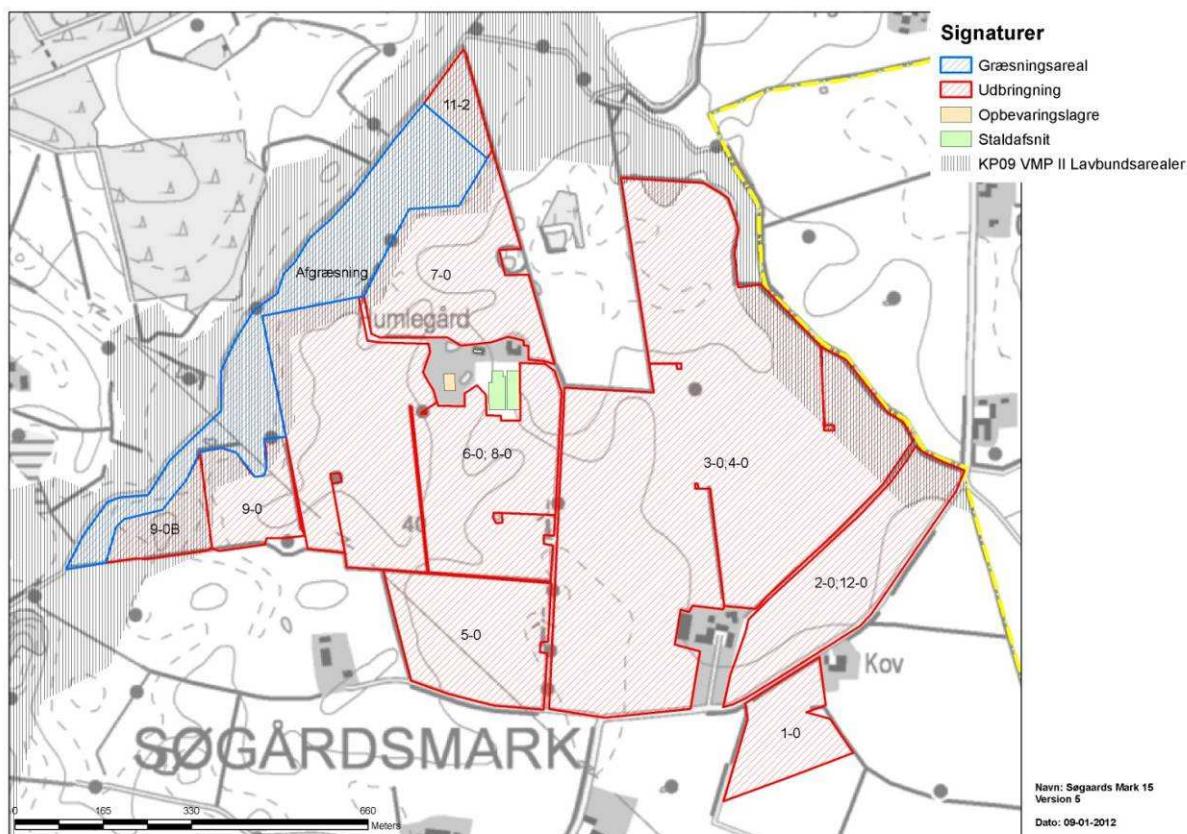 Signaturer
Græsningsareal
Udbringning
Opbevaringslagre
Staldafsnit
KP09 VMP II Lavbundsarealer
11-2
Afgræsning
7-0
Humlegård
6-0; 8-0
3-0;4-0
9-0
9-0B
40
2-0;12-0
5-0
Kov
SØGÅRDSMARK
1-0
0 165 330 660
Meters
Navn: Søgaards Mark 15
Version 5
Dato: 09-01-2012